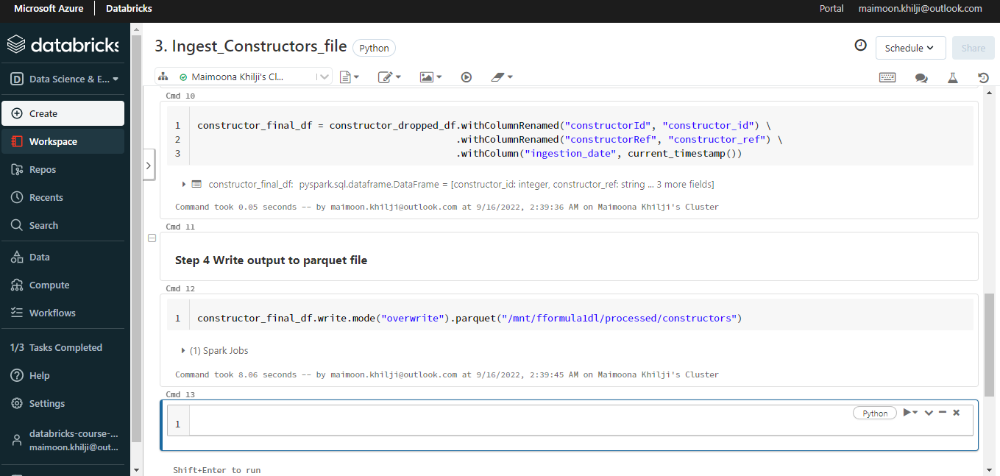 Microsoft Azure | Databricks
Portal maimoon.khilji@outlook.com
databricks
D Data Science & E...
Create
Workspace
Repos
Recents
Search
Data
Compute
Workflows
1/3 Tasks Completed
Help
Settings
databricks-course-...
maimoon.khilji@out...
3. Ingest_Constructors_file Python
Schedule Share
Maimoona Khilji's Cl...
Cmd 10
1 constructor_final_df = constructor_dropped_df.withColumnRenamed("constructorId", "constructor_id") \
2 .withColumnRenamed("constructorRef", "constructor_ref") \
3 .withColumn("ingestion_date", current_timestamp())
constructor_final_df: pyspark.sql.dataframe.DataFrame = [constructor_id: integer, constructor_ref: string ... 3 more fields]
Command took 0.05 seconds -- by maimoon.khilji@outlook.com at 9/16/2022, 2:39:36 AM on Maimoona Khilji's Cluster
Cmd 11
Step 4 Write output to parquet file
Cmd 12
1 constructor_final_df.write.mode("overwrite").parquet("/mnt/fformula1dl/processed/constructors")
(1) Spark Jobs
Command took 8.06 seconds -- by maimoon.khilji@outlook.com at 9/16/2022, 2:39:45 AM on Maimoona Khilji's Cluster
Cmd 13
Python
1
Shift+Enter to run